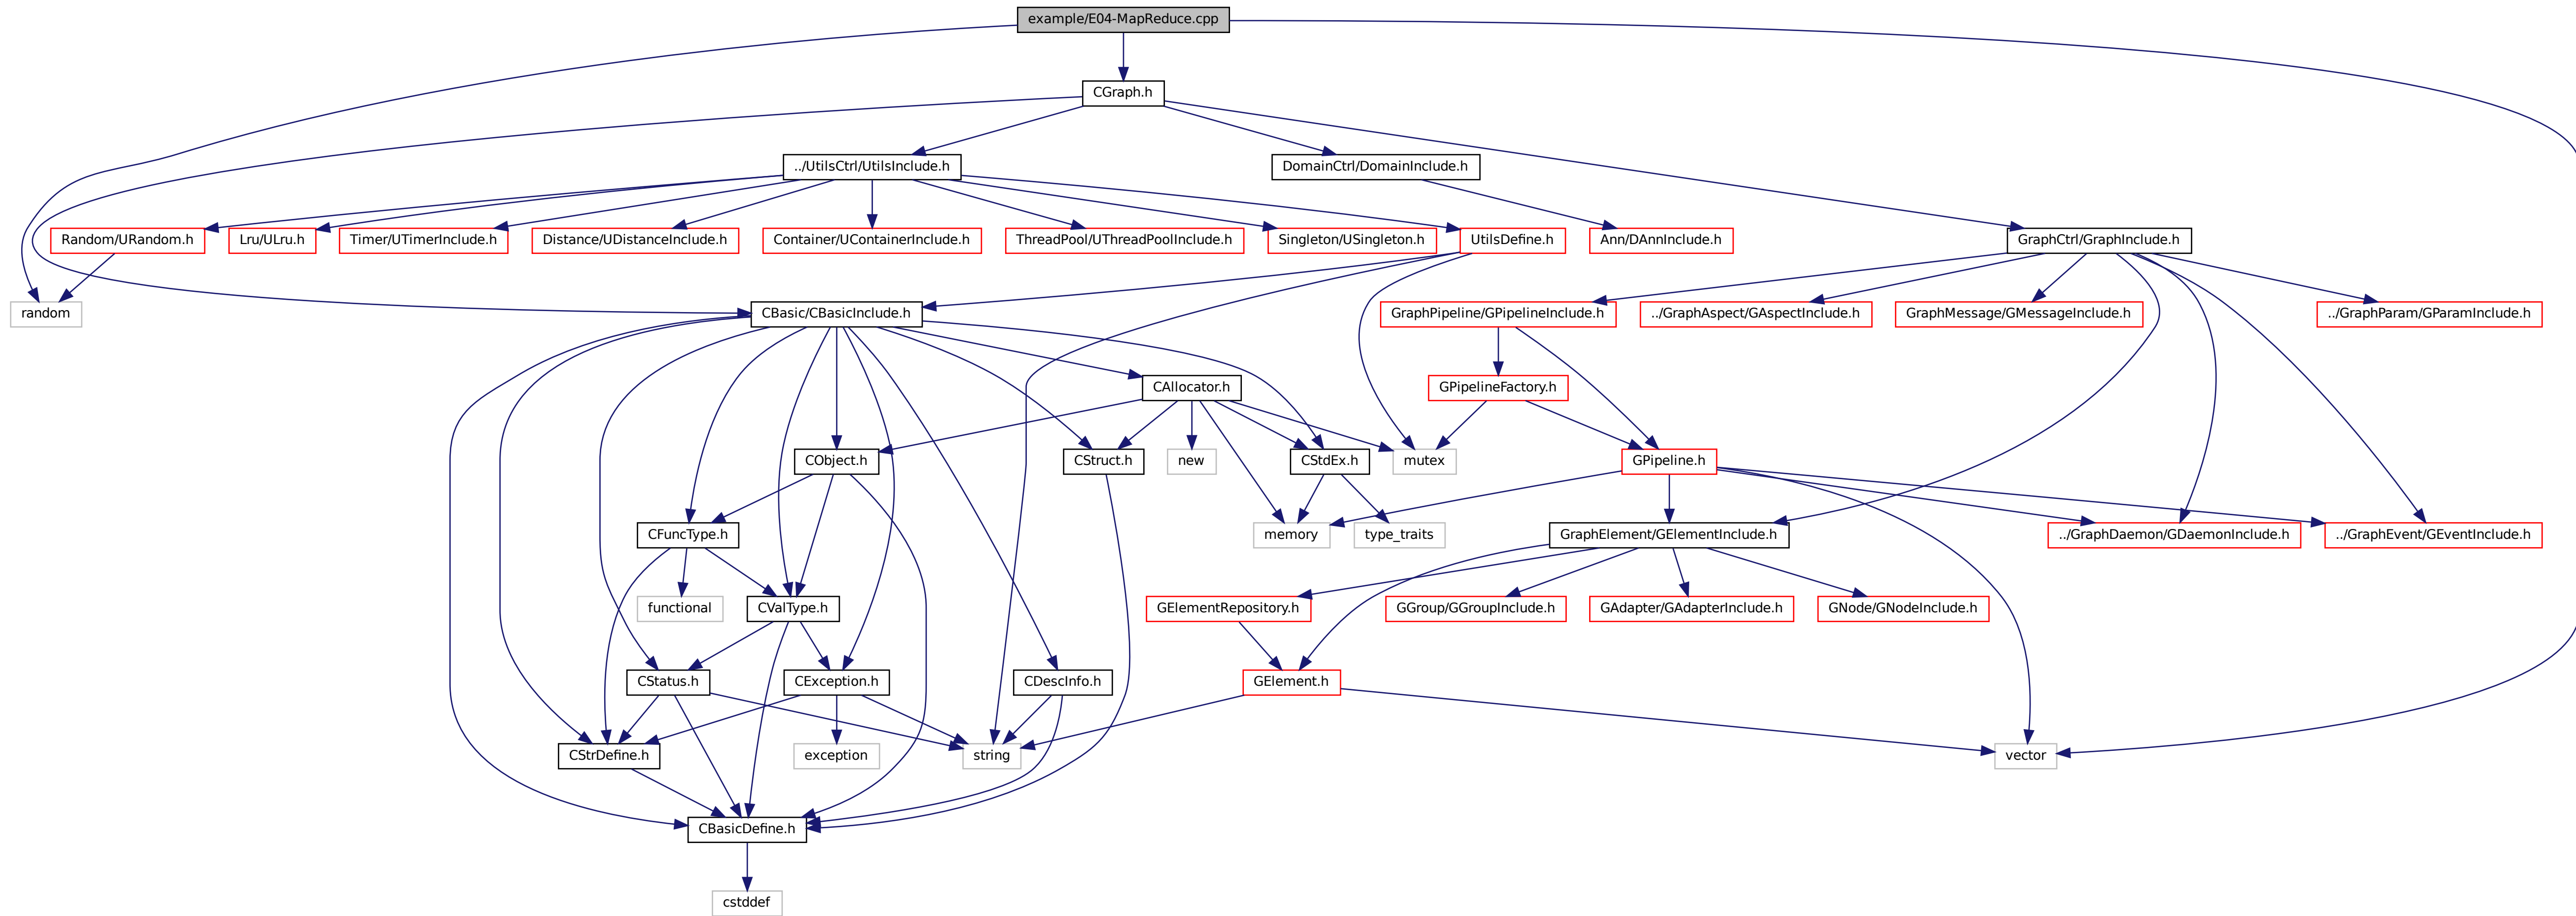 example/E04-MapReduce.cpp
CGraph.h
../UtilsCtrl/UtilsInclude.h
DomainCtrl/DomainInclude.h
Random/URandom.h
Lru/ULru.h
Timer/UTimerInclude.h
Distance/UDistanceInclude.h
Container/UContainerInclude.h
ThreadPool/UThreadPoolInclude.h
Singleton/USingleton.h
UtilsDefine.h
Ann/DAnnInclude.h
GraphCtrl/GraphInclude.h
random
CBasic/CBasicInclude.h
GraphPipeline/GPipelineInclude.h
../GraphAspect/GAspectInclude.h
GraphMessage/GMessageInclude.h
../GraphParam/GParamInclude.h
CAllocator.h
GPipelineFactory.h
CObject.h
CStruct.h
new
CStdEx.h
mutex
GPipeline.h
CFuncType.h
memory
type_traits
GraphElement/GElementInclude.h
../GraphDaemon/GDaemonInclude.h
../GraphEvent/GEventInclude.h
functional
CValType.h
GElementRepository.h
GGroup/GGroupInclude.h
GAdapter/GAdapterInclude.h
GNode/GNodeInclude.h
CStatus.h
CException.h
CDescInfo.h
GElement.h
CStrDefine.h
exception
string
vector
CBasicDefine.h
cstddef